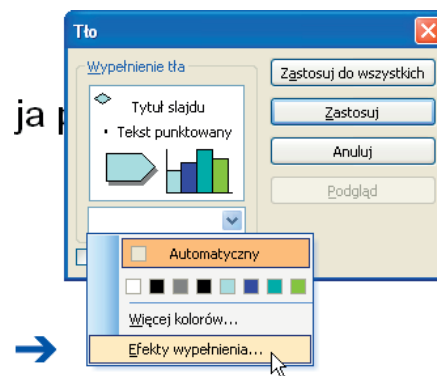 Tło
Wypełnienie tła
Tytuł slajdu
• Tekst punktowany
Zastosuj do wszystkich
Zastosuj
Anuluj
Podgląd
ja
Automatyczny
Więcej kolorów...
Efekty wypełnienia...